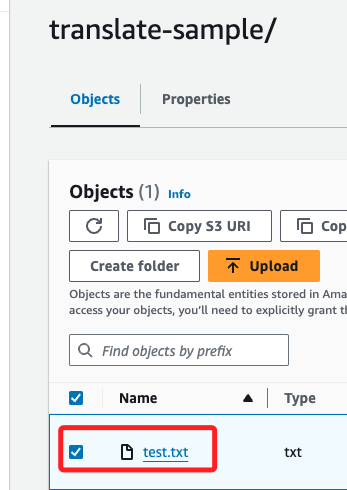 translate-sample/
Objects
Properties
Objects (1) Info
Copy S3 URI
Cop
Create folder
Upload
Objects are the fundamental entities stored in Ama
access your objects, you'll need to explicitly grant th
Find objects by prefix
Name
Type
test.txt
txt